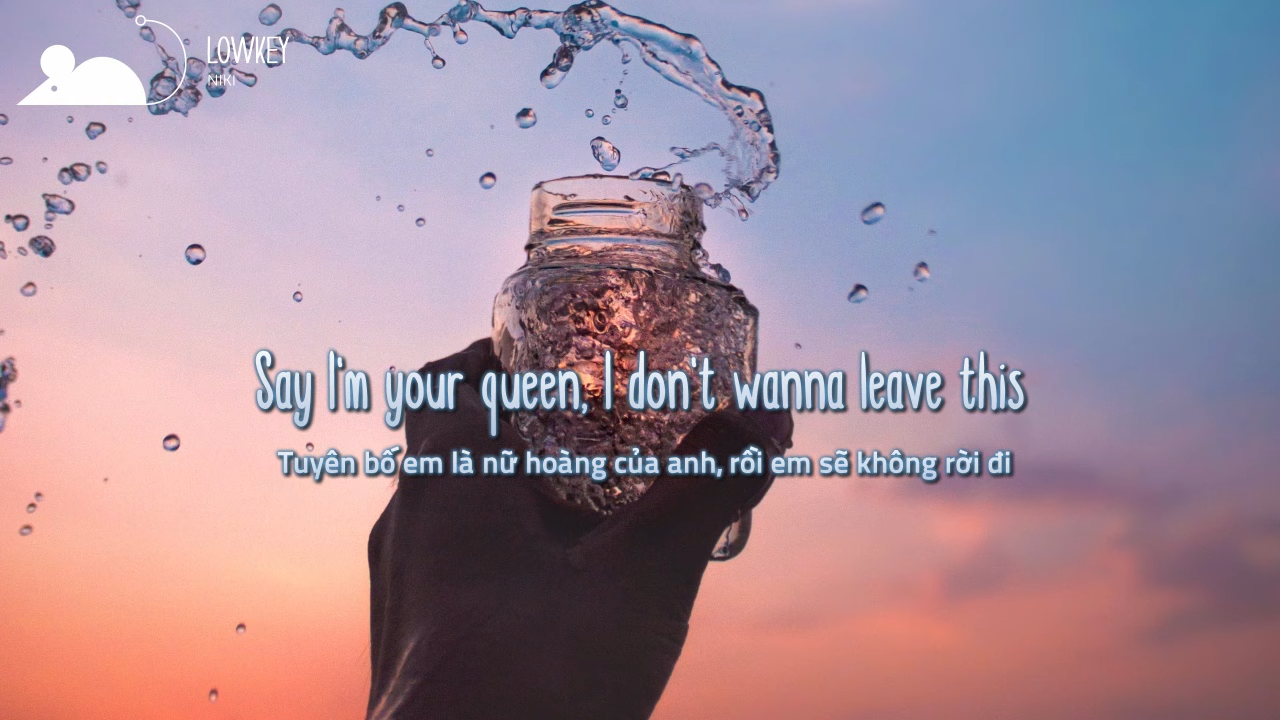 LOWKEY
NIKI
Say I'm your queen, I don't wanna leave this
Tuyên bố em là nữ hoàng của anh, rồi em sẽ không rời đi